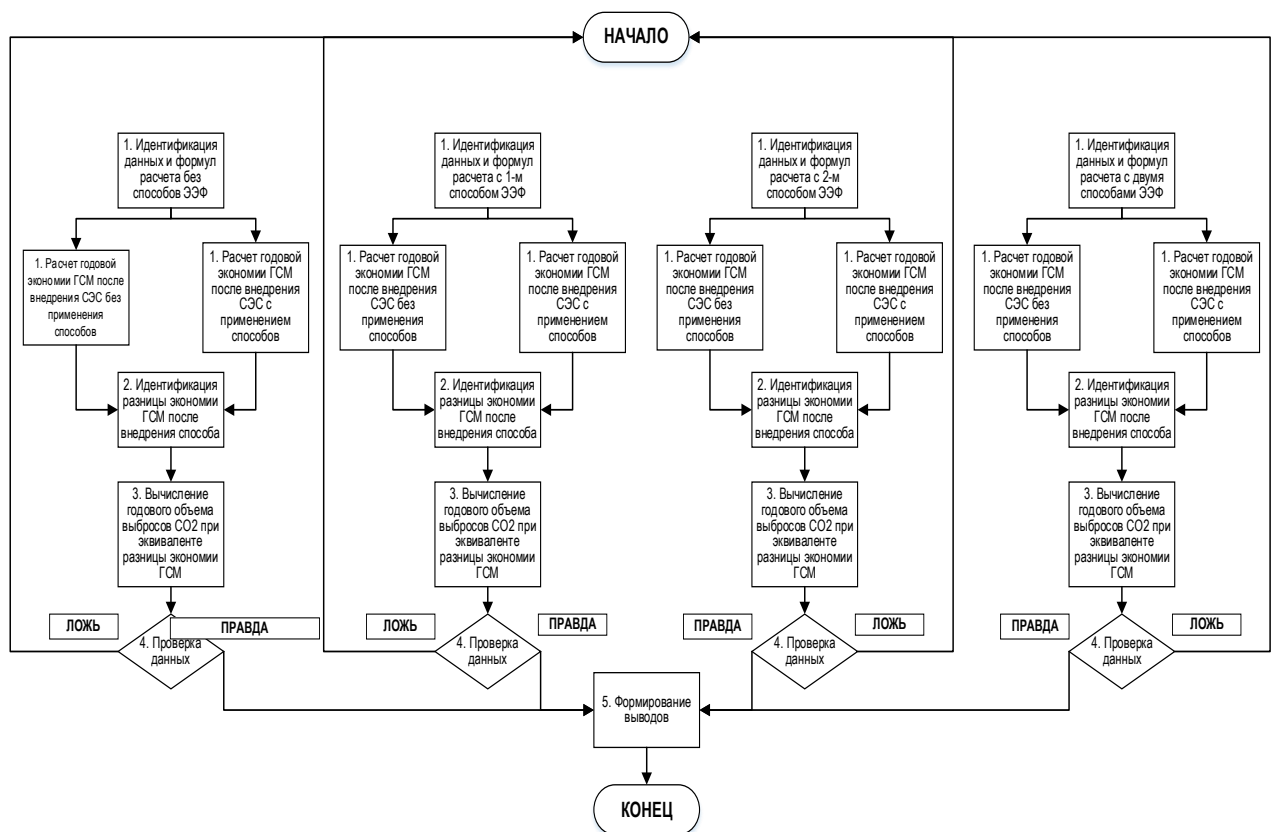 НАЧАЛО
1. Идентификация
данных и формул
расчета без
способов ЭЭФ
1. Идентификация
данных и формул
расчета с 1-м
способом ЭЭФ
1. Идентификация
данных и формул
расчета с 2-м
способом ЭЭФ
1. Идентификация
данных и формул
расчета с двумя
способами ЭЭФ
1. Расчет годовой
экономии ГСМ после
внедрения СЭС без
применения
способов
1. Расчет годовой
экономии ГСМ
после внедрения
СЭС с
применением
способов
1. Расчет годовой
экономии ГСМ
после внедрения
СЭС без
применения
способов
1. Расчет годовой
экономии ГСМ
после внедрения
СЭС с
применением
способов
1. Расчет годовой
экономии ГСМ
после внедрения
СЭС без
применения
способов
1. Расчет годовой
экономии ГСМ
после внедрения
СЭС с
применением
способов
1. Расчет годовой
экономии ГСМ
после внедрения
СЭС без
применения
способов
1. Расчет годовой
экономии ГСМ
после внедрения
СЭС с
применением
способов
2. Идентификация
разницы экономии
ГСМ после
внедрения способа
2. Идентификация
разницы экономии
ГСМ после
внедрения способа
2. Идентификация
разницы экономии
ГСМ после
внедрения способа
2. Идентификация
разницы экономии
ГСМ после
внедрения способа
3. Вычисление
годового объема
выбросов СО2 при
эквиваленте
разницы экономии
ГСМ
3. Вычисление
годового объема
выбросов СО2 при
эквиваленте
разницы экономии
ГСМ
3. Вычисление
годового объема
выбросов СО2 при
эквиваленте
разницы экономии
ГСМ
3. Вычисление
годового объема
выбросов СО2 при
эквиваленте
разницы экономии
ГСМ
ЛОЖЬ
ПРАВДА
ЛОЖЬ
ПРАВДА
ПРАВДА
ЛОЖЬ
ПРАВДА
ЛОЖЬ
4. Проверка
данных
4. Проверка
данных
4. Проверка
данных
4. Проверка
данных
5. Формирование
выводов
КОНЕЦ